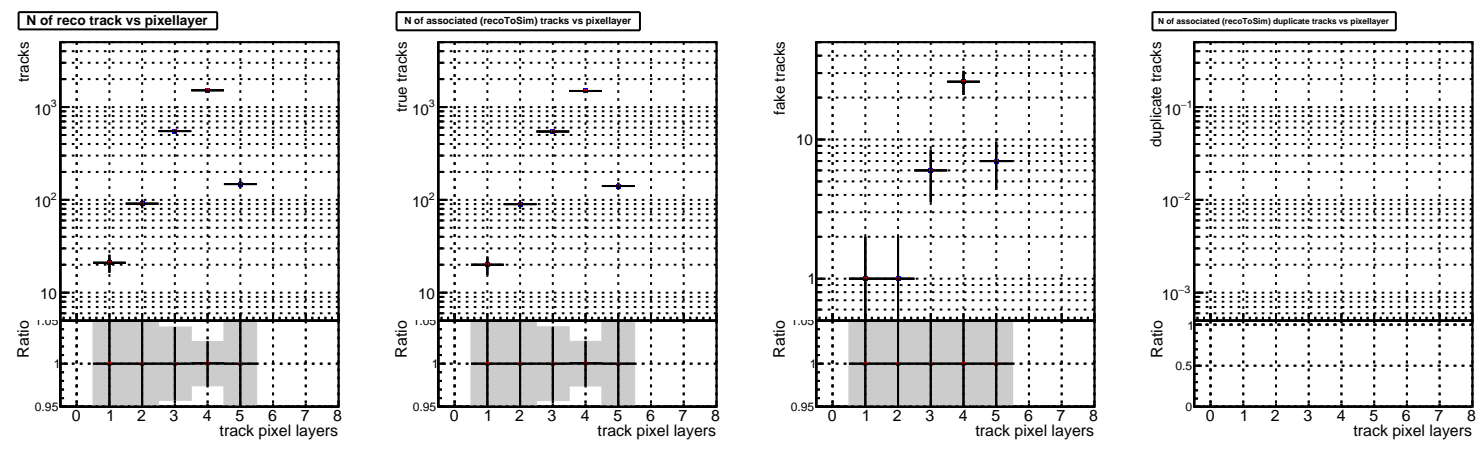 N of reco track vs pixellayer
tracks
10³
10²
10
Ratio
1.05
1
0.95
0 1 2 3 4 5 6 7 8
track pixel layers
N of associated (recoToSim) tracks vs pixellayer
true tracks
10³
10²
10
Ratio
1.05
1
0.95
0 1 2 3 4 5 6 7 8
track pixel layers
fake tracks
10
1
Ratio
1.05
1
0.95
0 1 2 3 4 5 6 7 8
track pixel layers
N of associated (recoToSim) duplicate tracks vs pixellayer
duplicate tracks
10⁻¹
10⁻²
10⁻³
Ratio
1
0.5
0
0 1 2 3 4 5 6 7 8
track pixel layers